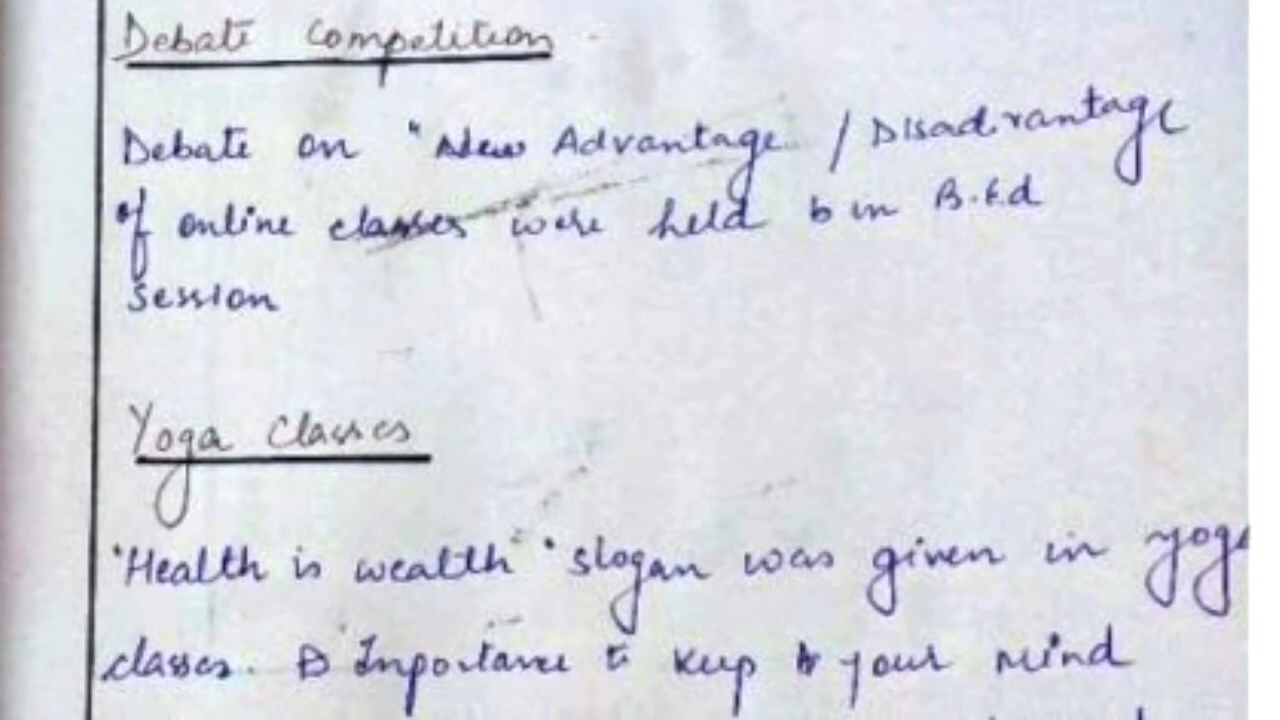 Debate Competition
Debate on "New Advantage / Disadvantage
of online classes were held in B.Ed
session
Yoga Classes
'Health is wealth' slogan was given in yoga
classes. Importance to keep your mind